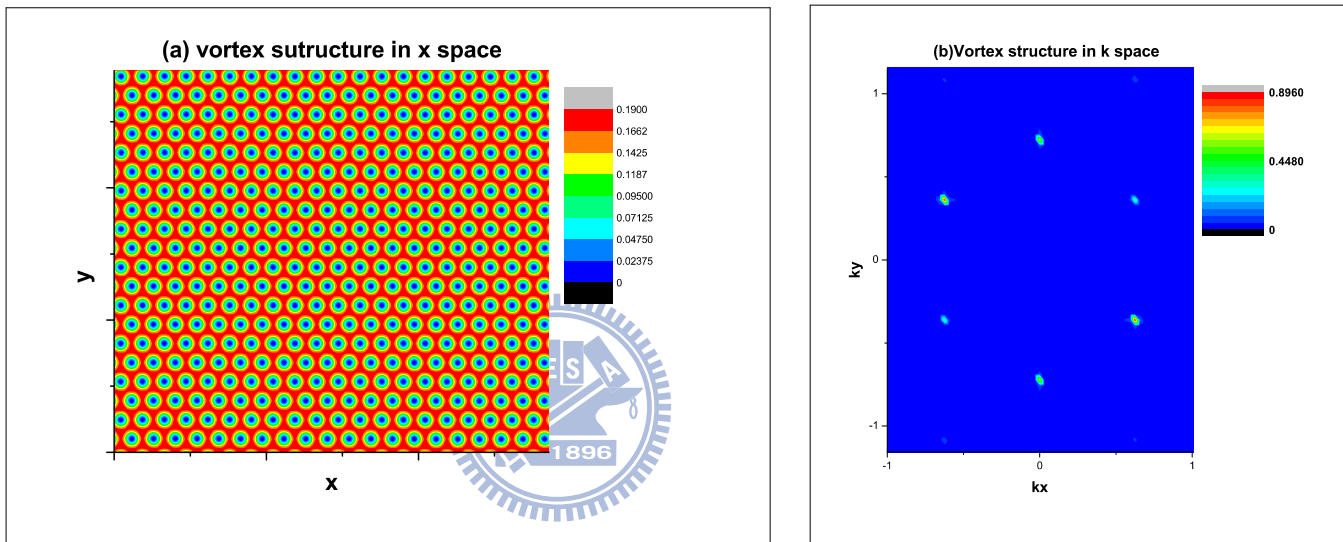 (a) vortex sutructure in x space
0.1900
0.1662
0.1425
0.1187
0.09500
0.07125
0.04750
0.02375
0
y
x
E S A
1896
(b)Vortex structure in k space
0.8960
0.4480
0
1
0
-1
ky
-1
0
1
kx